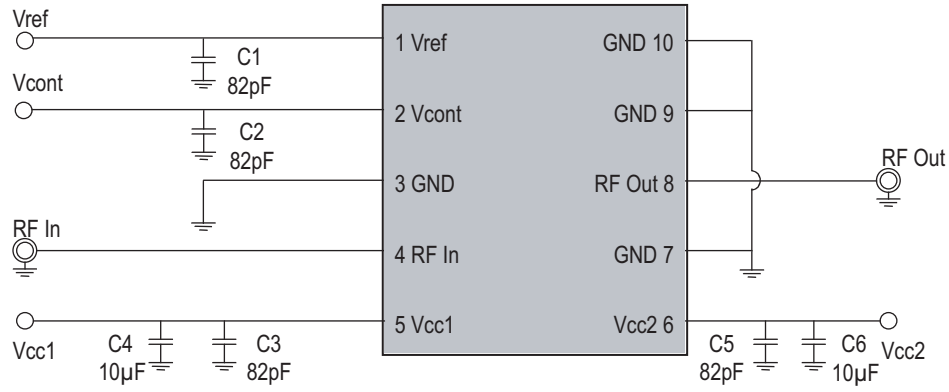 Vref
C1
82pF
Vcont
C2
82pF
RF In
Vcc1
C4
10µF
C3
82pF
1 Vref
2 Vcont
3 GND
4 RF In
5 Vcc1
GND 10
GND 9
RF Out 8
GND 7
Vcc2 6
RF Out
C5
82pF
C6
10µF
Vcc2